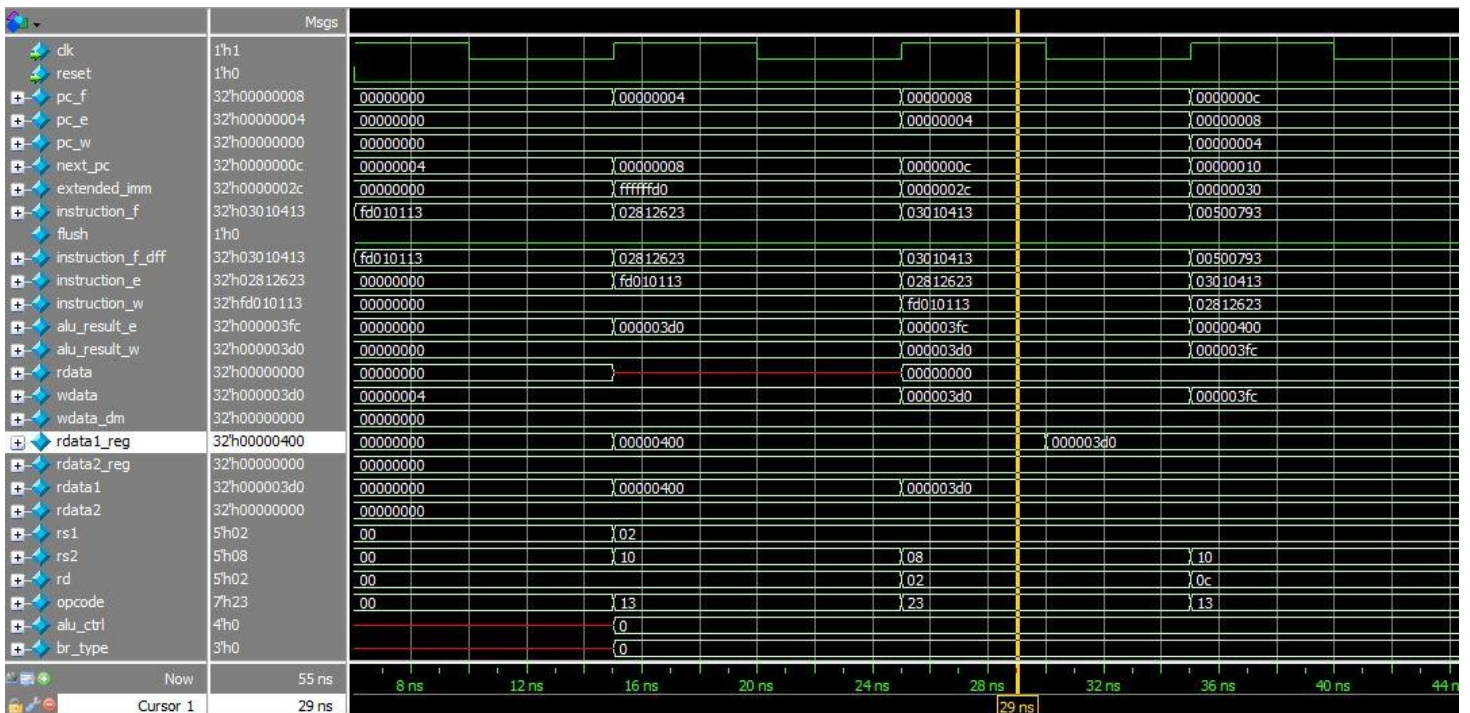 Msgs
clk 1'h1
reset 1'h0
pc_f 32'h00000008 00000000 00000004 00000008 0000000c
pc_e 32'h00000004 00000000 00000004 00000008
pc_w 32'h00000000 00000000 00000004
next_pc 32'h0000000c 00000004 00000008 0000000c 00000010
extended_imm 32'h0000002c 00000000 ffffffd0 0000002c 00000030
instruction_f 32'h03010413 fd010113 02812623 03010413 00500793
flush 1'h0
instruction_f_dff 32'h03010413 fd010113 02812623 03010413 00500793
instruction_e 32'h02812623 00000000 fd010113 02812623 03010413
instruction_w 32'hfd010113 00000000 fd010113 02812623
alu_result_e 32'h000003fc 00000000 000003d0 000003fc 00000400
alu_result_w 32'h000003d0 00000000 000003d0 000003fc
rdata 32'h00000000 00000000 00000000
wdata 32'h000003d0 00000004 000003d0 000003fc
wdata_dm 32'h00000000 00000000
rdata1_reg 32'h00000400 00000000 00000400 000003d0
rdata2_reg 32'h00000000 00000000
rdata1 32'h000003d0 00000000 00000400 000003d0
rdata2 32'h00000000 00000000
rs1 5'h02 00 02
rs2 5'h08 00 10 08 10
rd 5'h02 00 02 0c
opcode 7'h23 00 13 23 13
alu_ctrl 4'h0 0
br_type 3'h0 0
Now 55 ns 8 ns 12 ns 16 ns 20 ns 24 ns 28 ns 32 ns 36 ns 40 ns 44 n
Cursor 1 29 ns 29 ns